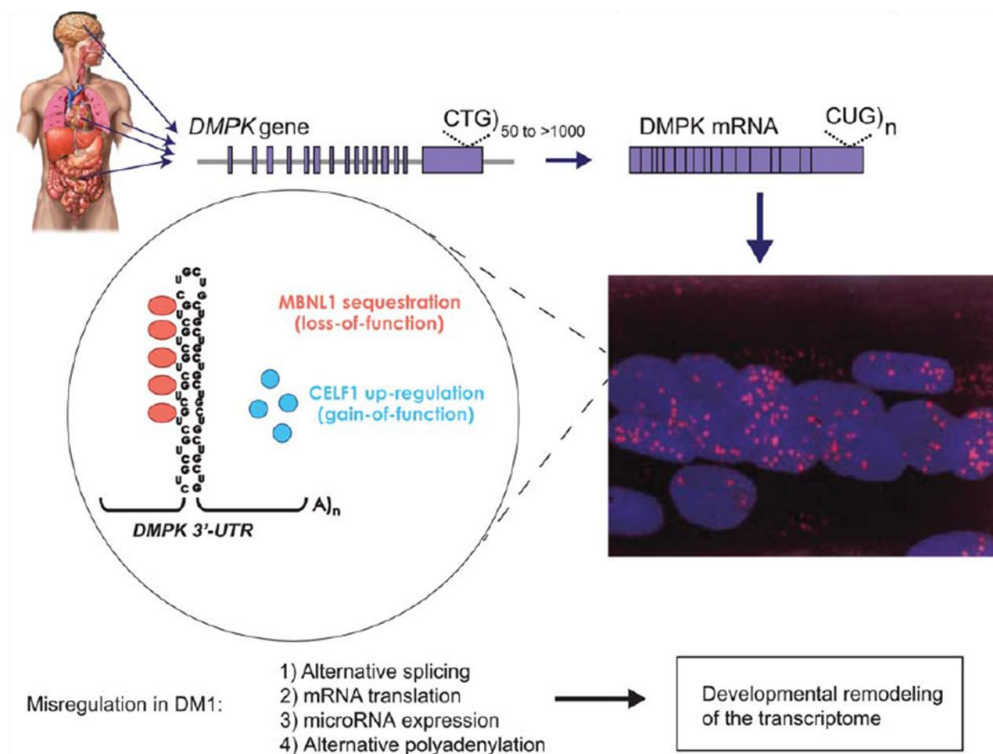 DMPK gene
CTG)50 to >1000
DMPK mRNA
CUG)n
MBNL1 sequestration
(loss-of-function)
CELF1 up-regulation
(gain-of-function)
A)n
DMPK 3'-UTR
Misregulation in DM1:
1) Alternative splicing
2) mRNA translation
3) microRNA expression
4) Alternative polyadenylation
Developmental remodeling
of the transcriptome